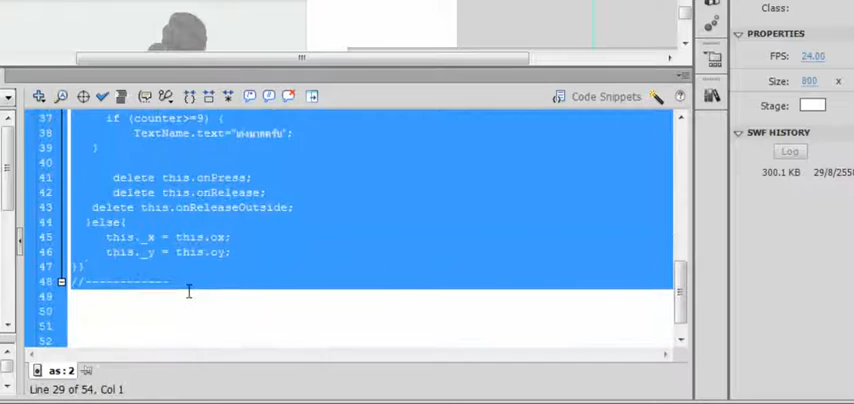 Class:
PROPERTIES
FPS: 24.00
Size: 800 x
Stage:
SWF HISTORY
Log
300.1 KB 29/8/255
Code Snippets
37 if (counter>=9) {
38 TextName.text="เก่งมากครับ";
39 }
40
41 delete this.onPress;
42 delete this.onRelease;
43 delete this.onReleaseOutside;
44 }else{
45 this._x = this.ox;
46 this._y = this.oy;
47 }}
48 //------------
49
50
51
52
as:2
Line 29 of 54, Col 1